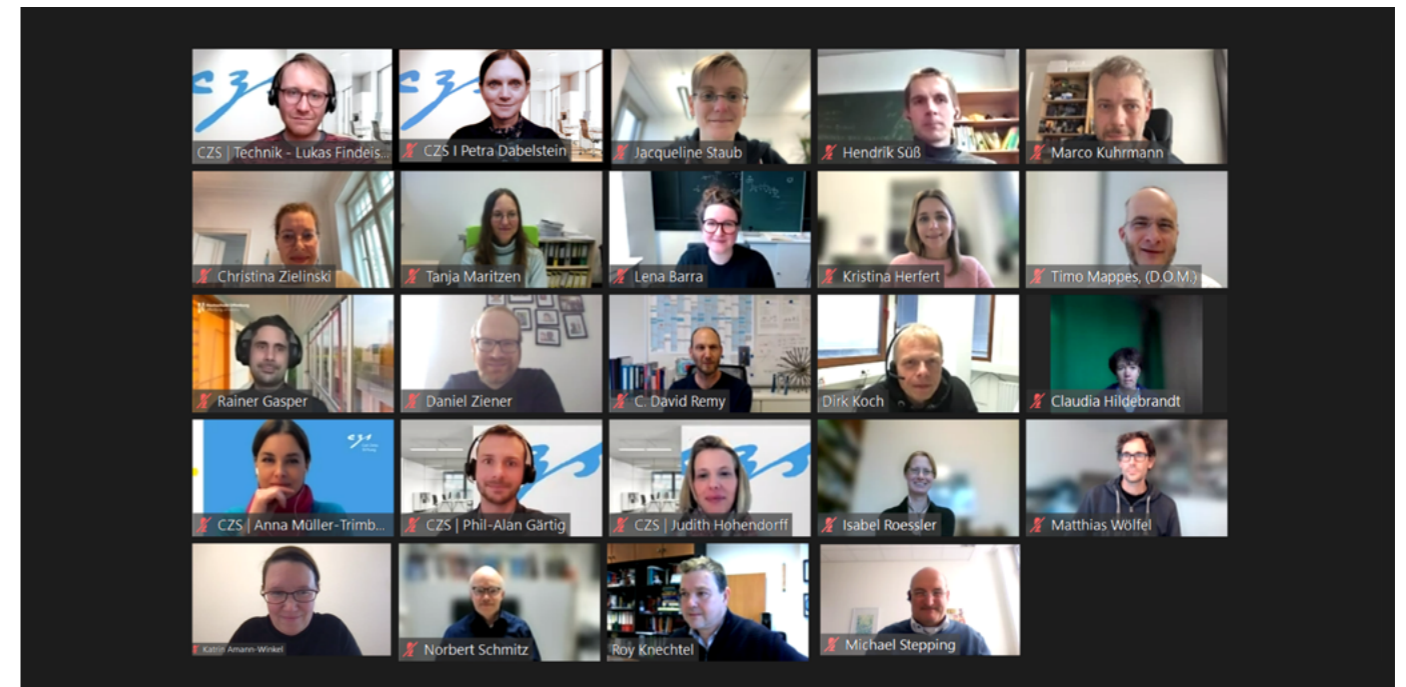 czs
czs
CZS | Technik - Lukas Findeis...
CZS I Petra Dabelstein
Jacqueline Staub
Hendrik Süß
Marco Kuhrmann
Christina Zielinski
Tanja Maritzen
Lena Barra
Kristina Herfert
Timo Mappes, (D.O.M.)
Rainer Gasper
Daniel Ziener
C. David Remy
Dirk Koch
Claudia Hildebrandt
czs
CZS | Anna Müller-Trimb...
CZS | Phil-Alan Gärtig
CZS | Judith Hohendorff
Isabel Roessler
Matthias Wölfel
Katrin Amann-Winkel
Norbert Schmitz
Roy Knechtel
Michael Stepping